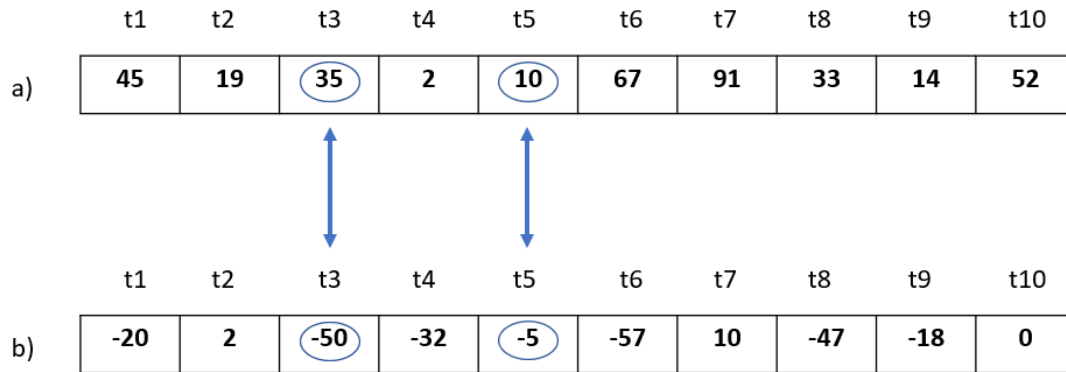 t1 t2 t3 t4 t5 t6 t7 t8 t9 t10
a) 45 19 35 2 10 67 91 33 14 52
t1 t2 t3 t4 t5 t6 t7 t8 t9 t10
b) -20 2 -50 -32 -5 -57 10 -47 -18 0